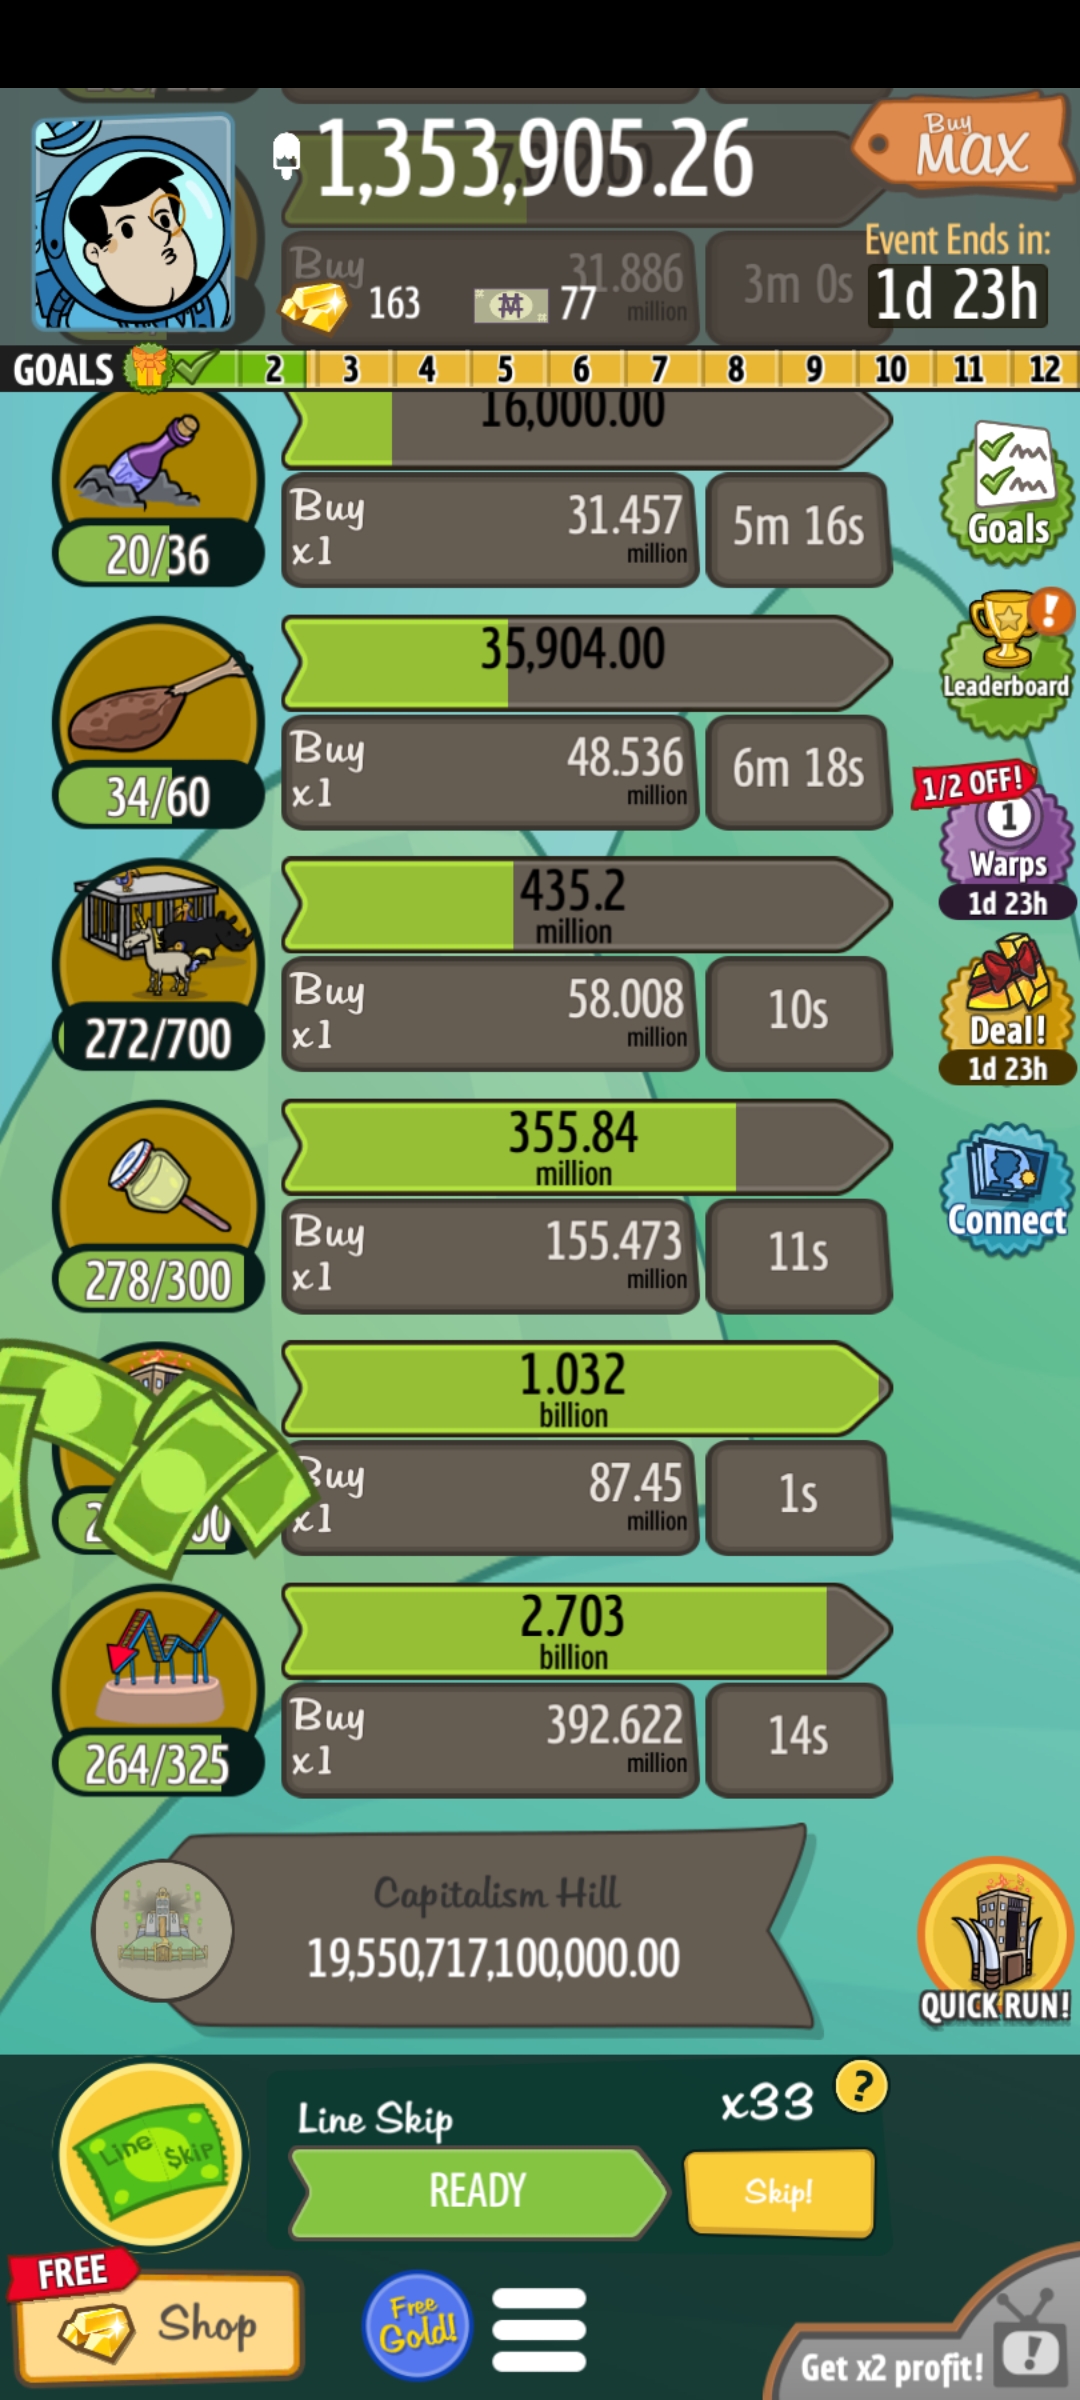 1,353,905.26
Buy
MAX
Buy
31.886
million
3m 0s
Event Ends in:
1d 23h
163
77
GOALS 2 3 4 5 6 7 8 9 10 11 12
16,000.00
Buy
x1
31.457
million
5m 16s
20/36
Goals
35,904.00
Leaderboard
Buy
x1
48.536
million
6m 18s
34/60
1/2 OFF!
1
Warps
1d 23h
435.2
million
Buy
x1
58.008
million
10s
272/700
Deal!
1d 23h
355.84
million
Buy
x1
155.473
million
11s
278/300
Connect
1.032
billion
Buy
x1
87.45
million
1s
2.703
billion
Buy
x1
392.622
million
14s
264/325
Capitalism Hill
19,550,717,100,000.00
QUICK RUN!
Line Skip
x33
?
Line $kip
READY
Skip!
FREE
Shop
Free
Gold!
Get x2 profit!